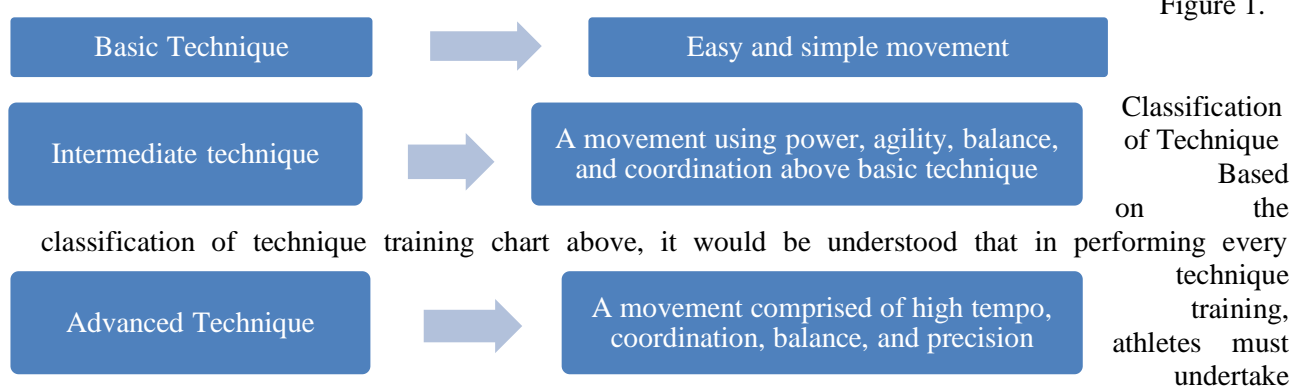 Figure 1.
Basic Technique
Easy and simple movement
Classification
of Technique
Intermediate technique
A movement using power, agility, balance,
and coordination above basic technique
Based
on the
classification of technique training chart above, it would be understood that in performing every
technique
training,
athletes must
undertake
Advanced Technique
A movement comprised of high tempo,
coordination, balance, and precision